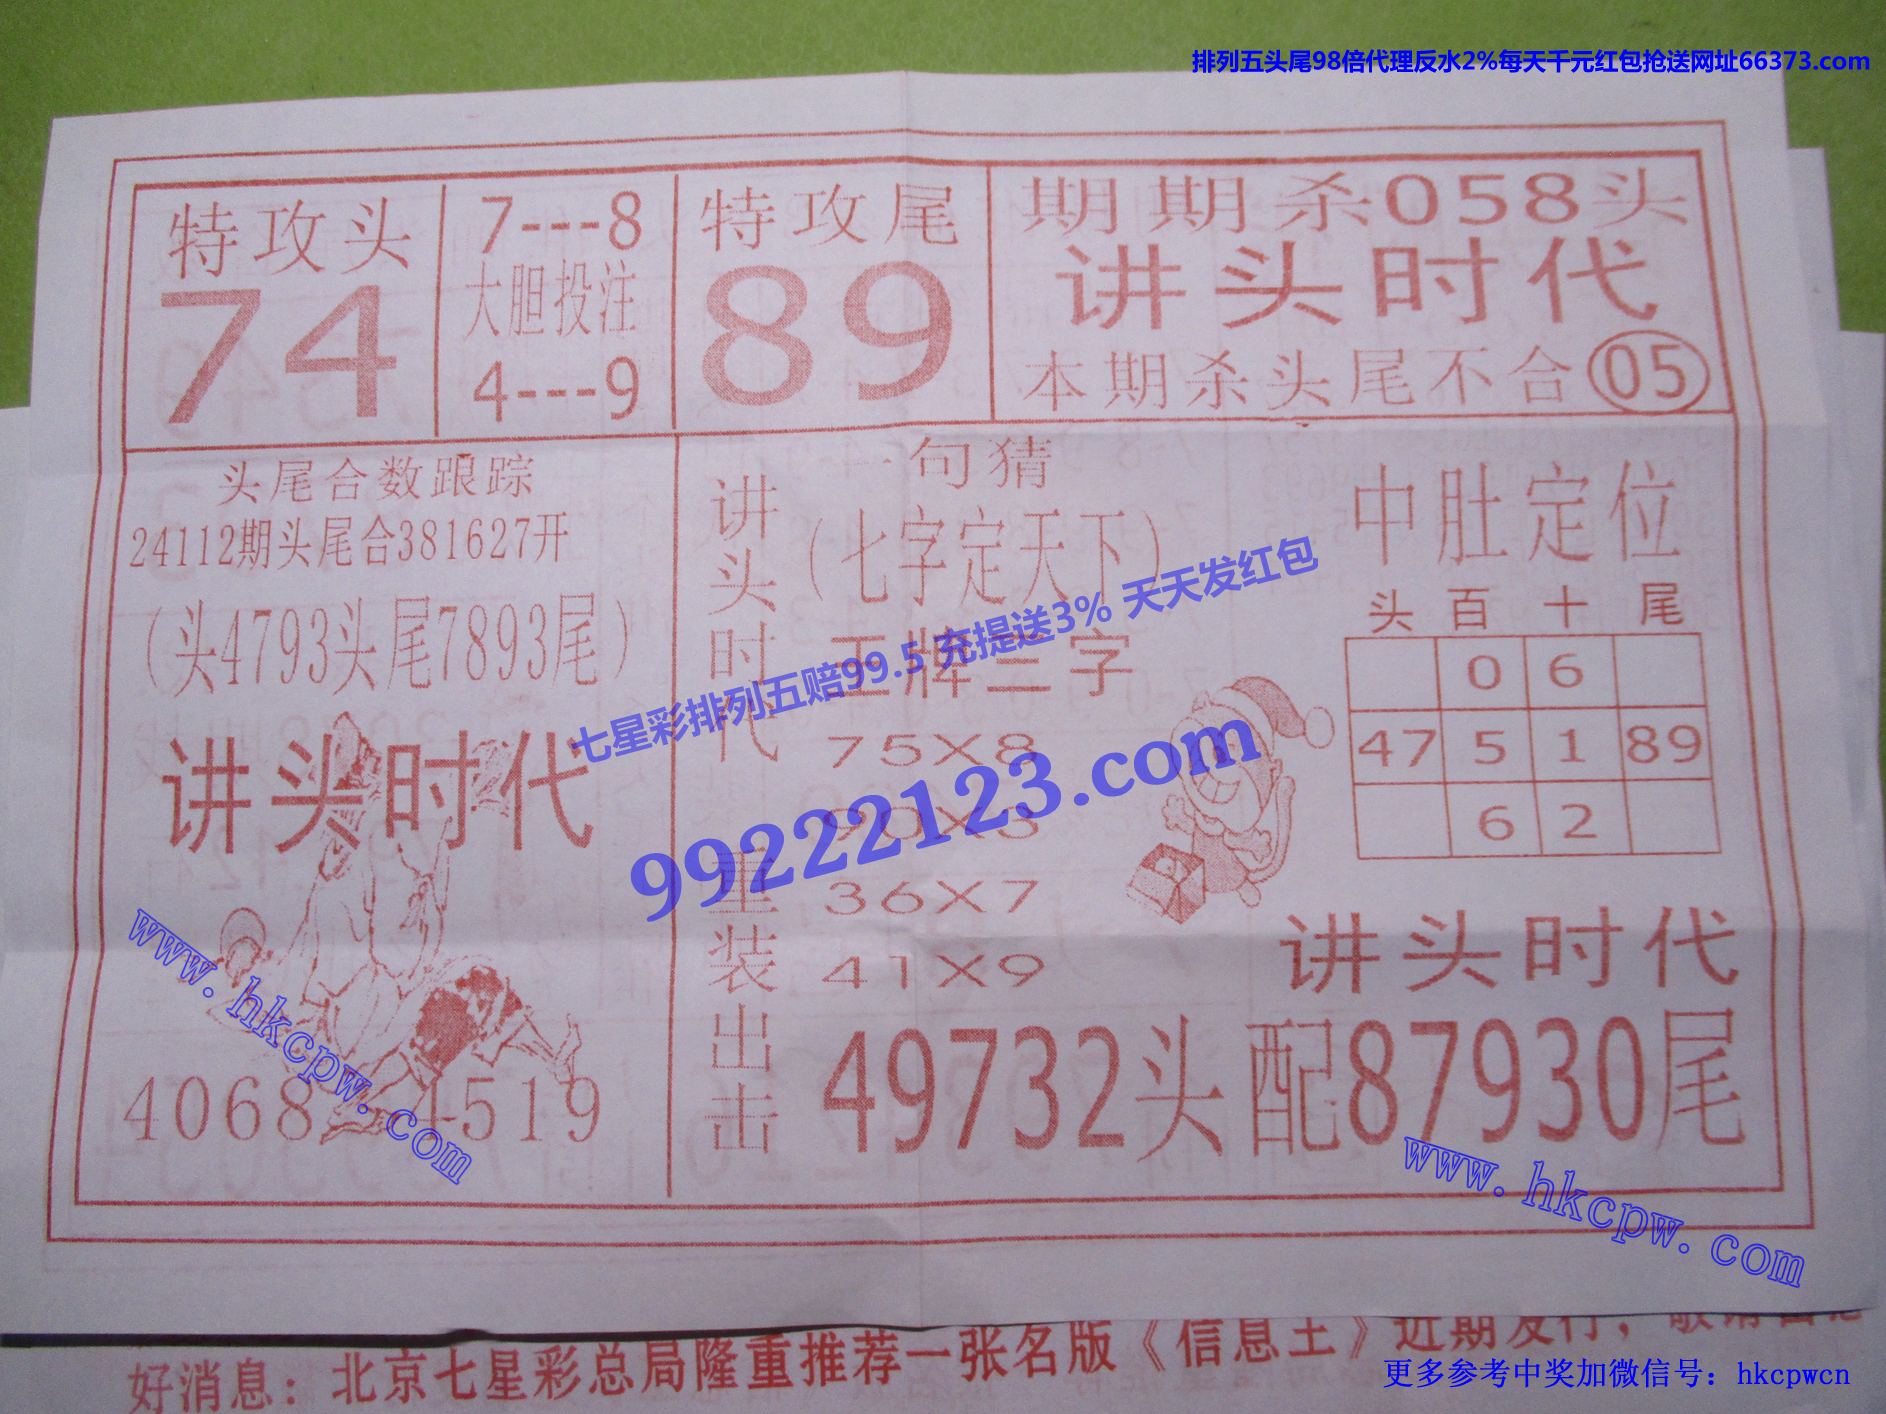 排列五头尾98倍代理反水2%每天千元红包抢送网址66373.com
特攻头
74
7---8
大胆投注
4---9
特攻尾
89
期期杀058头
讲头时代
本期杀头尾不合05
头尾合数跟踪
24112期头尾合381627开
（头4793头尾7893尾）
讲头时代
4068
4519
讲头时代
重装出击
一句猜
（七字定天下）
王牌三字
75X8
90X3
36X7
41X9
中肚定位
头 百 十 尾
0 6
47 5 1 89
6 2
讲头时代
49732头配87930尾
七星彩排列五赔99.5 充提送3% 天天发红包
99222123.com
www.hkcpw.com
www.hkcpw.com
好消息：北京七星彩总局隆重推荐一张名版《信息王》近期发行，
更多参考中奖加微信号：hkcpwcn